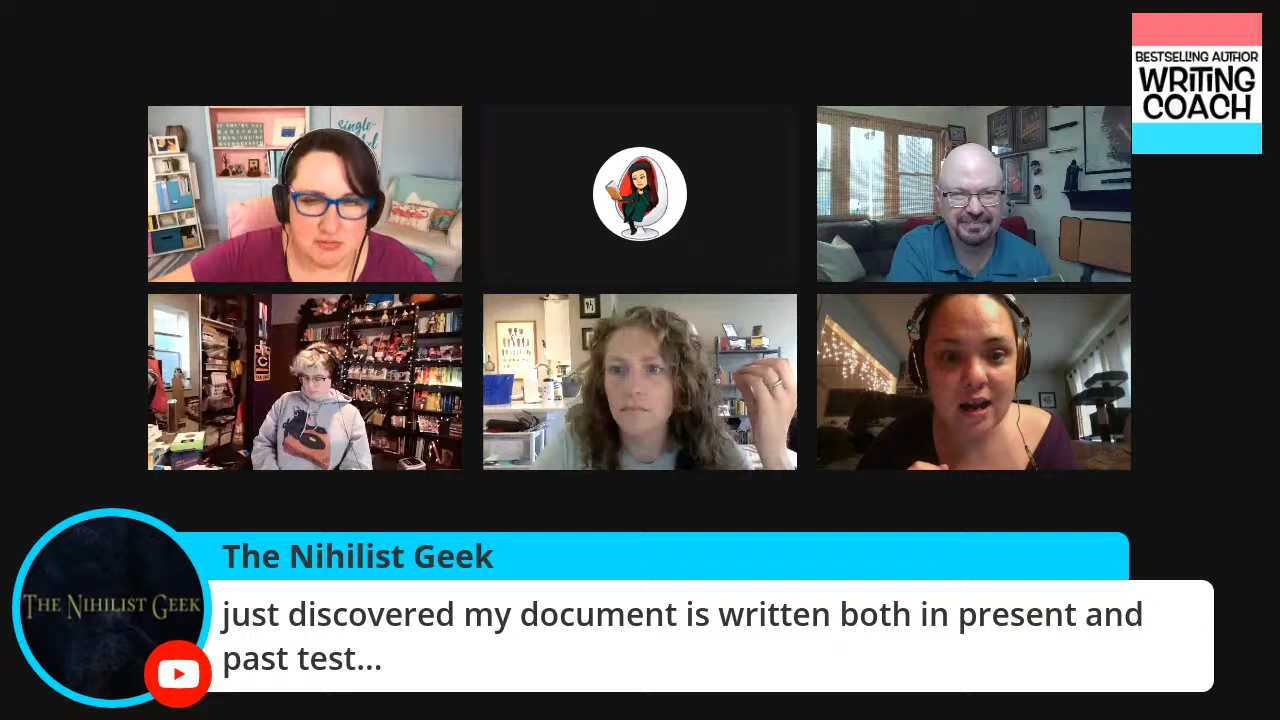 BESTSELLING AUTHOR
WRITING
COACH
Single-
The Nihilist Geek
THE NIHILIST GEEK
just discovered my document is written both in present and
past test...